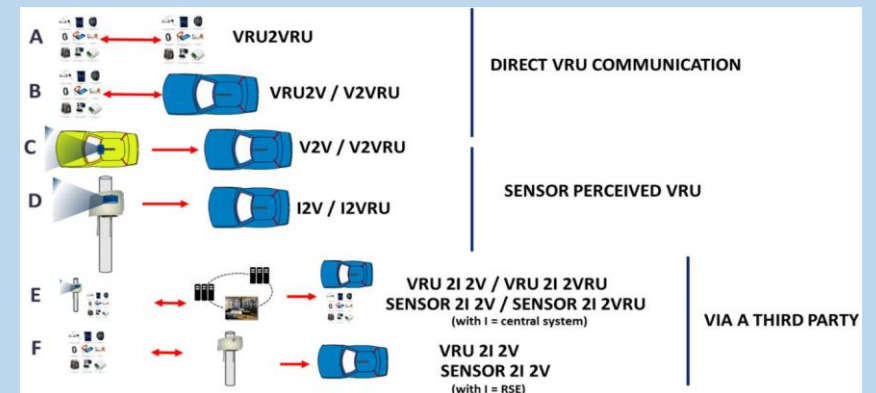 A
VRU2VRU
DIRECT VRU COMMUNICATION
B
VRU2V / V2VRU
C
V2V / V2VRU
SENSOR PERCEIVED VRU
D
I2V / I2VRU
E
VRU 2I 2V / VRU 2I 2VRU
SENSOR 2I 2V / SENSOR 2I 2VRU
(with I = central system)
VIA A THIRD PARTY
F
VRU 2I 2V
SENSOR 2I 2V
(with I = RSE)